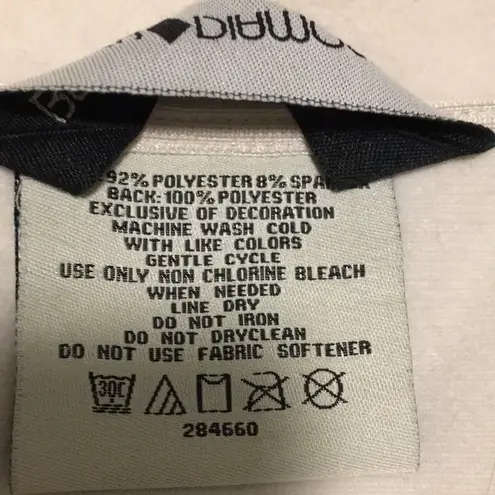 92% POLYESTER 8%
BACK: 100% POLYESTER
EXCLUSIVE OF DECORATION
MACHINE WASH COLD
WITH LIKE COLORS
GENTLE CYCLE
USE ONLY NON CHLORINE BLEACH
WHEN NEEDED
LINE DRY
DO NOT IRON
DO NOT DRYCLEAN
DO NOT USE FABRIC SOFTENER
30C
284660